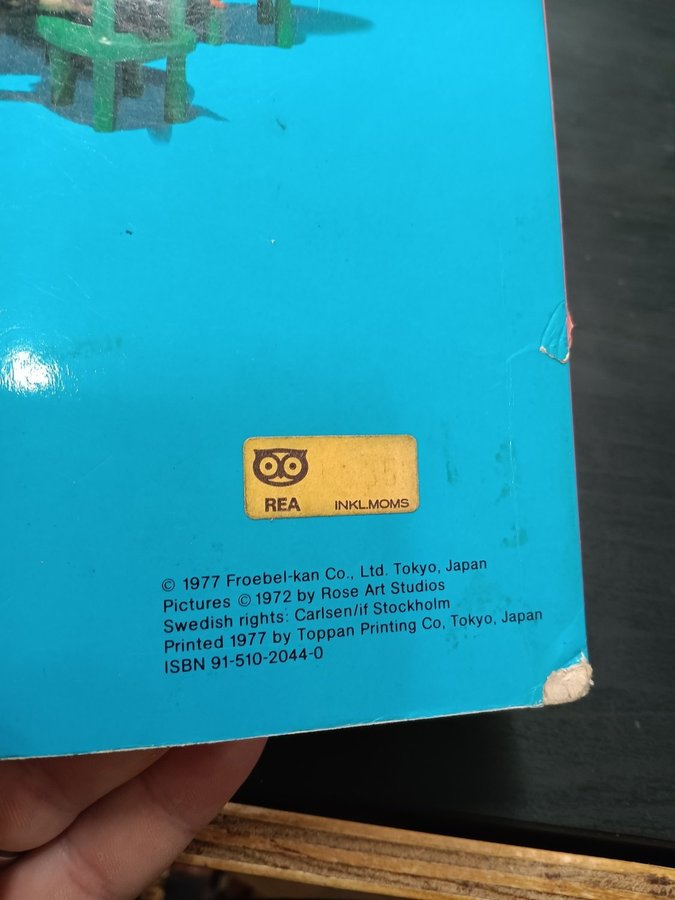 REA INKL.MOMS
© 1977 Froebel-kan Co., Ltd. Tokyo, Japan
Pictures © 1972 by Rose Art Studios
Swedish rights: Carlsen/if Stockholm
Printed 1977 by Toppan Printing Co, Tokyo, Japan
ISBN 91-510-2044-0